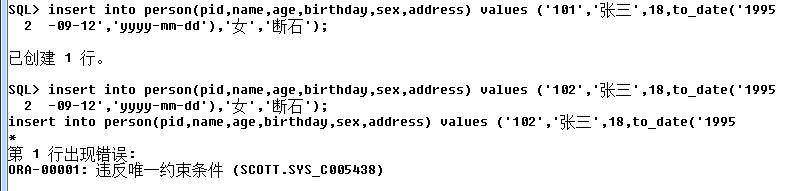 SQL> insert into person(pid,name,age,birthday,sex,address) values ('101','张三',18,to_date('1995
2 -09-12','yyyy-mm-dd'),'女','断石');
已创建 1 行。
SQL> insert into person(pid,name,age,birthday,sex,address) values ('102','张三',18,to_date('1995
2 -09-12','yyyy-mm-dd'),'女','断石');
insert into person(pid,name,age,birthday,sex,address) values ('102','张三',18,to_date('1995
*
第 1 行出现错误:
ORA-00001: 违反唯一约束条件 (SCOTT.SYS_C005438)